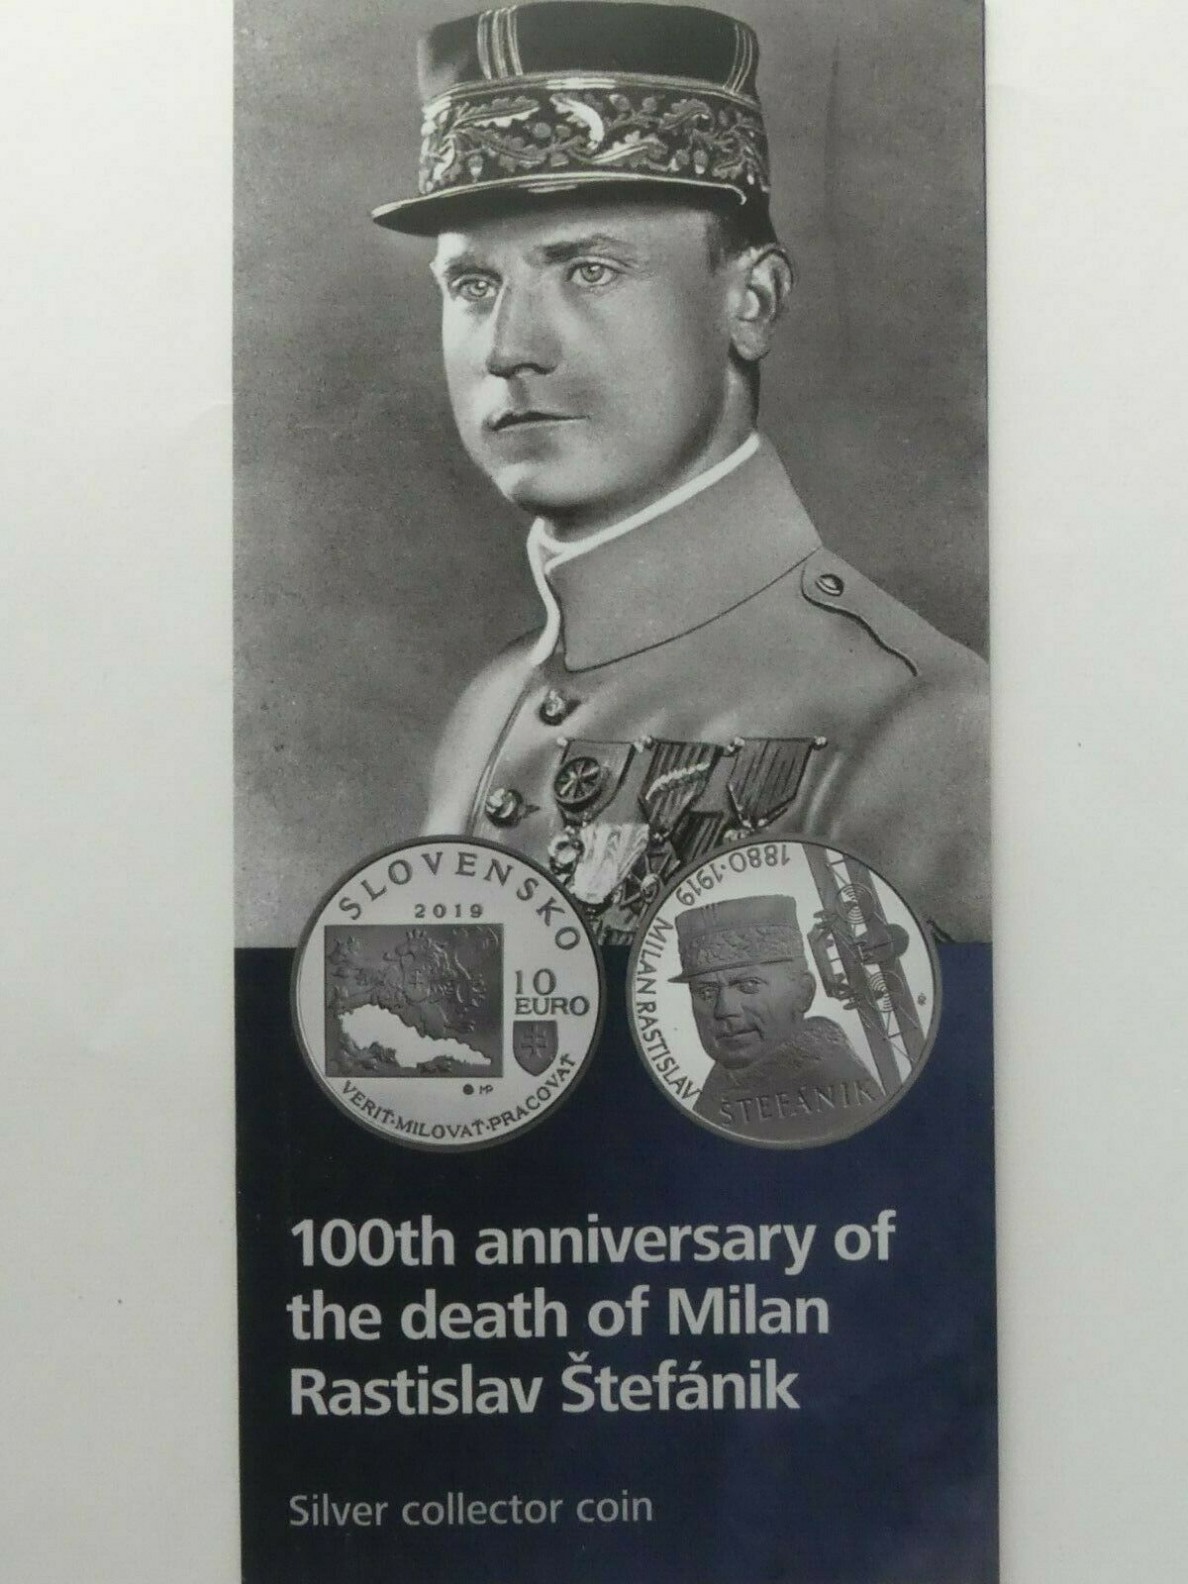 SLOVENSKO
2019
10
EURO
MP
VERIŤ·MILOVAŤ·PRACOVAŤ
1880·1919
MILAN RASTISLAV
ŠTEFÁNIK
100th anniversary of
the death of Milan
Rastislav Štefánik
Silver collector coin